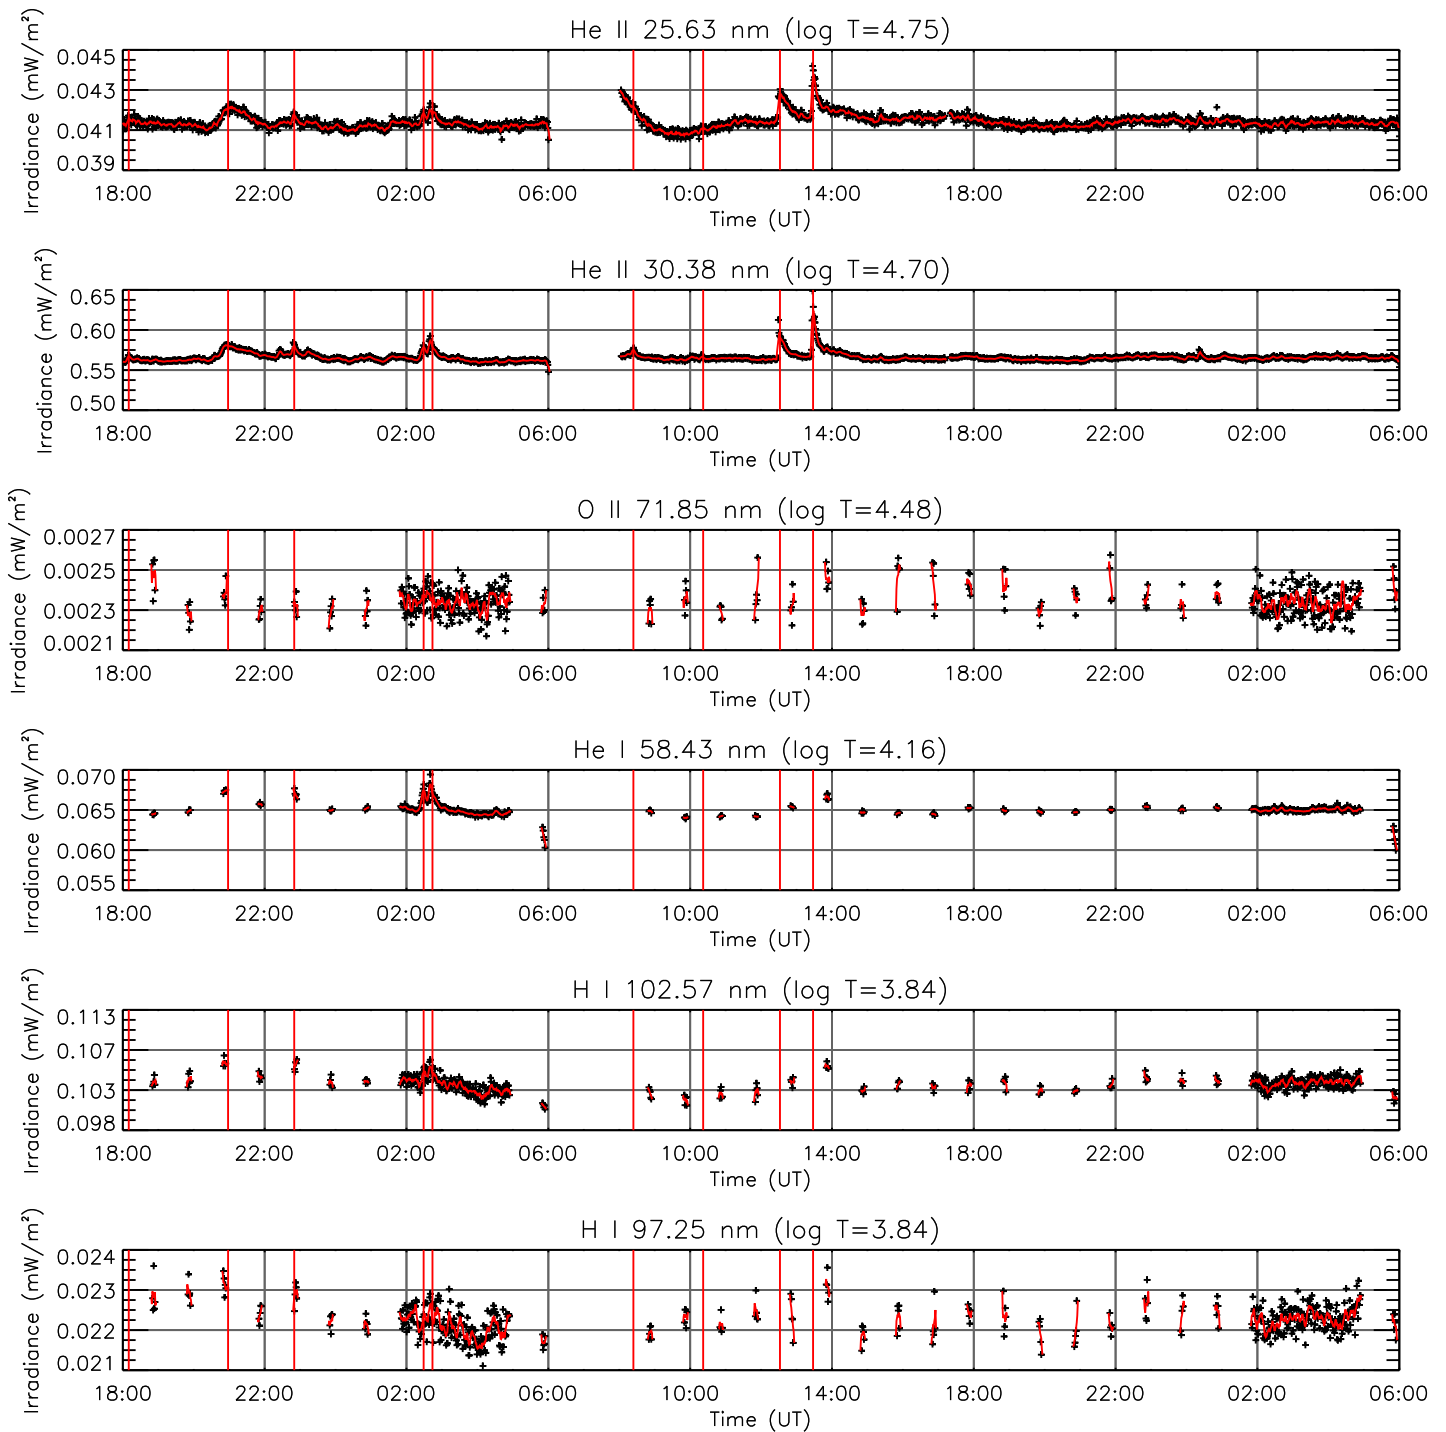 He II 25.63 nm (log T=4.75)
Irradiance (mW/m²)
0.045
0.043
0.041
0.039
18:00 22:00 02:00 06:00 10:00 14:00 18:00 22:00 02:00 06:00
Time (UT)
He II 30.38 nm (log T=4.70)
Irradiance (mW/m²)
0.65
0.60
0.55
0.50
18:00 22:00 02:00 06:00 10:00 14:00 18:00 22:00 02:00 06:00
Time (UT)
O II 71.85 nm (log T=4.48)
Irradiance (mW/m²)
0.0027
0.0025
0.0023
0.0021
18:00 22:00 02:00 06:00 10:00 14:00 18:00 22:00 02:00 06:00
Time (UT)
He I 58.43 nm (log T=4.16)
Irradiance (mW/m²)
0.070
0.065
0.060
0.055
18:00 22:00 02:00 06:00 10:00 14:00 18:00 22:00 02:00 06:00
Time (UT)
H I 102.57 nm (log T=3.84)
Irradiance (mW/m²)
0.113
0.107
0.103
0.098
18:00 22:00 02:00 06:00 10:00 14:00 18:00 22:00 02:00 06:00
Time (UT)
H I 97.25 nm (log T=3.84)
Irradiance (mW/m²)
0.024
0.023
0.022
0.021
18:00 22:00 02:00 06:00 10:00 14:00 18:00 22:00 02:00 06:00
Time (UT)